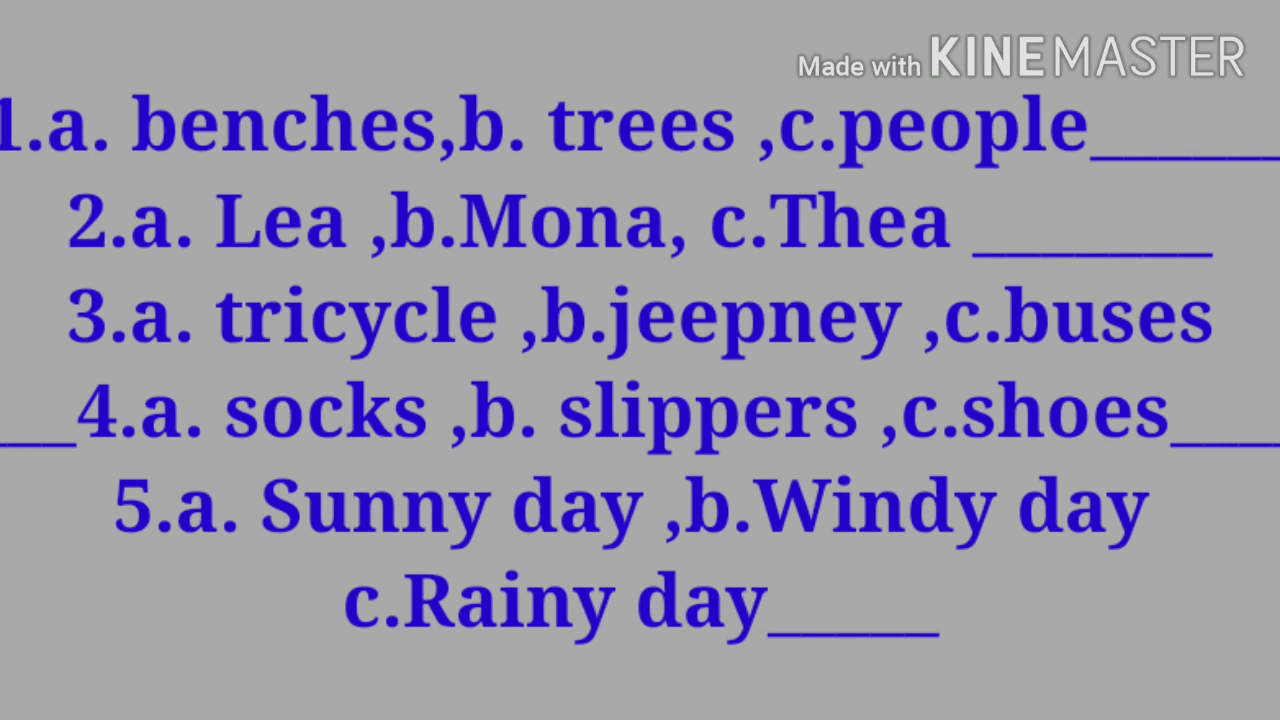 Made with KINEMASTER
1.a. benches,b. trees ,c.people______
2.a. Lea ,b.Mona, c.Thea _______
3.a. tricycle ,b.jeepney ,c.buses
___4.a. socks ,b. slippers ,c.shoes____
5.a. Sunny day ,b.Windy day
c.Rainy day_____